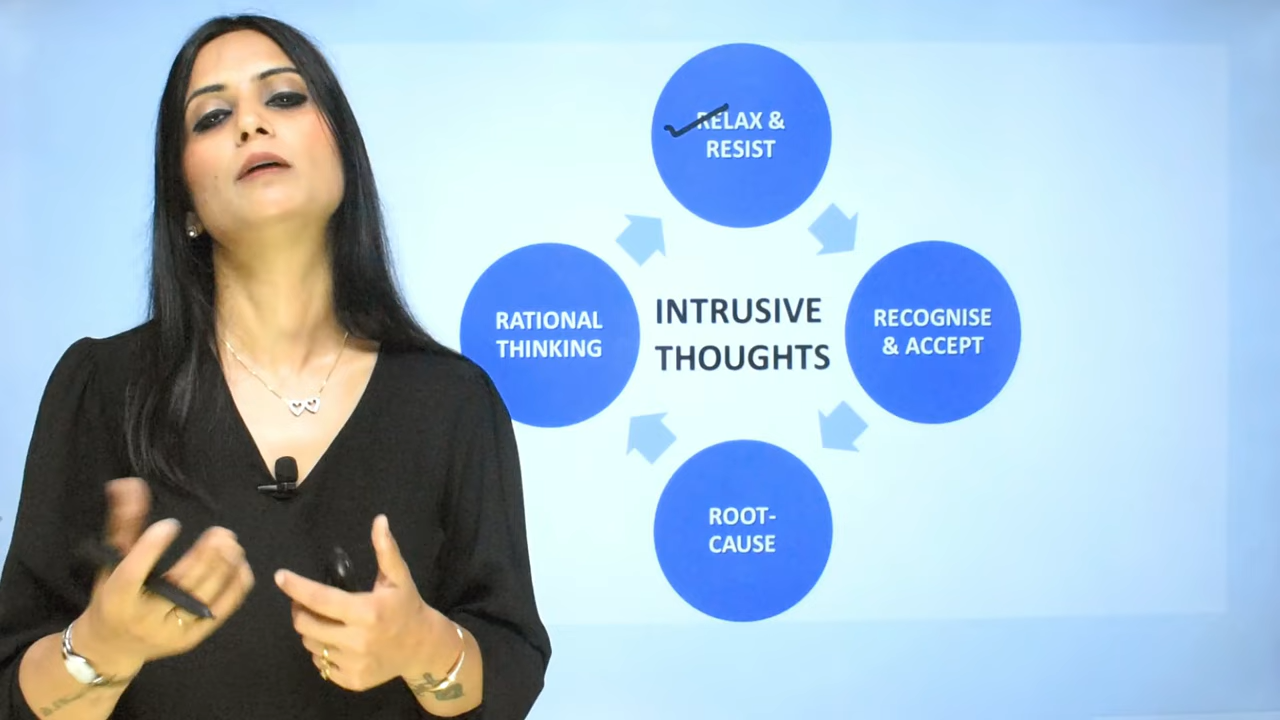 RELAX &
RESIST
RATIONAL
THINKING
INTRUSIVE
THOUGHTS
RECOGNISE
& ACCEPT
ROOT-
CAUSE